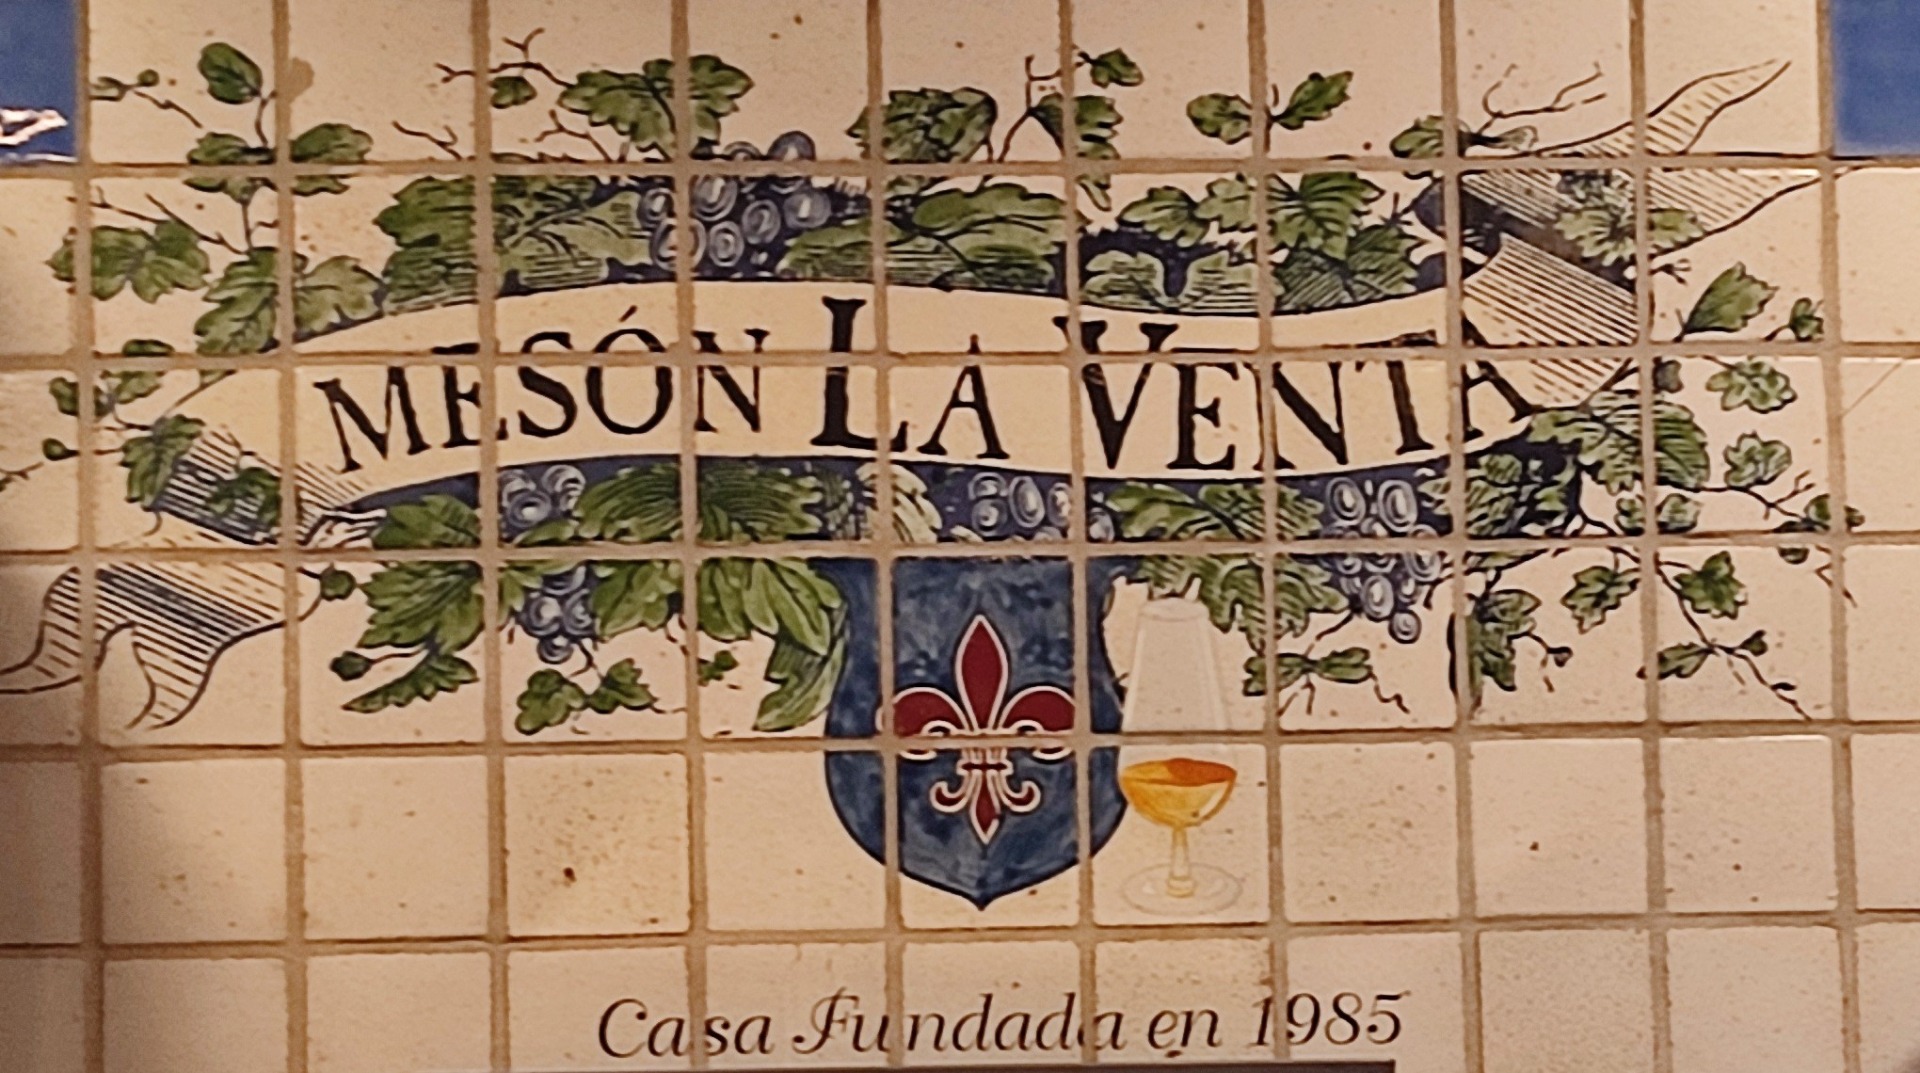 MESÓN LA VENTA
Casa Fundada en 1985